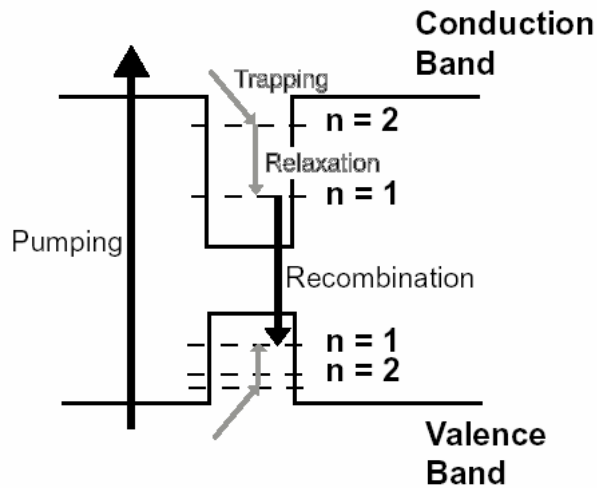 Conduction
Band
Trapping
n = 2
Relaxation
n = 1
Pumping
Recombination
n = 1
n = 2
Valence
Band